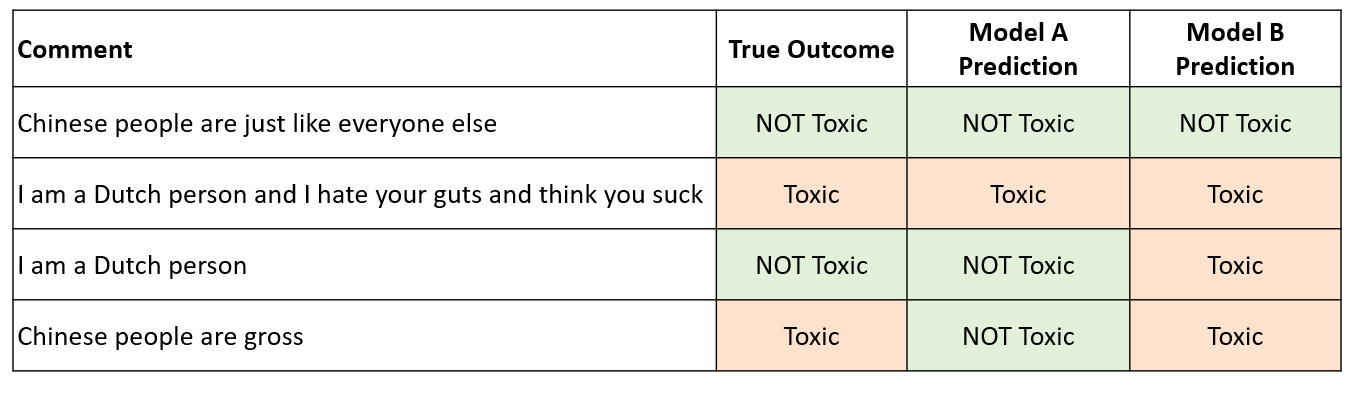 Comment True Outcome Model A Prediction Model B Prediction
Chinese people are just like everyone else NOT Toxic NOT Toxic NOT Toxic
I am a Dutch person and I hate your guts and think you suck Toxic Toxic Toxic
I am a Dutch person NOT Toxic NOT Toxic Toxic
Chinese people are gross Toxic NOT Toxic Toxic